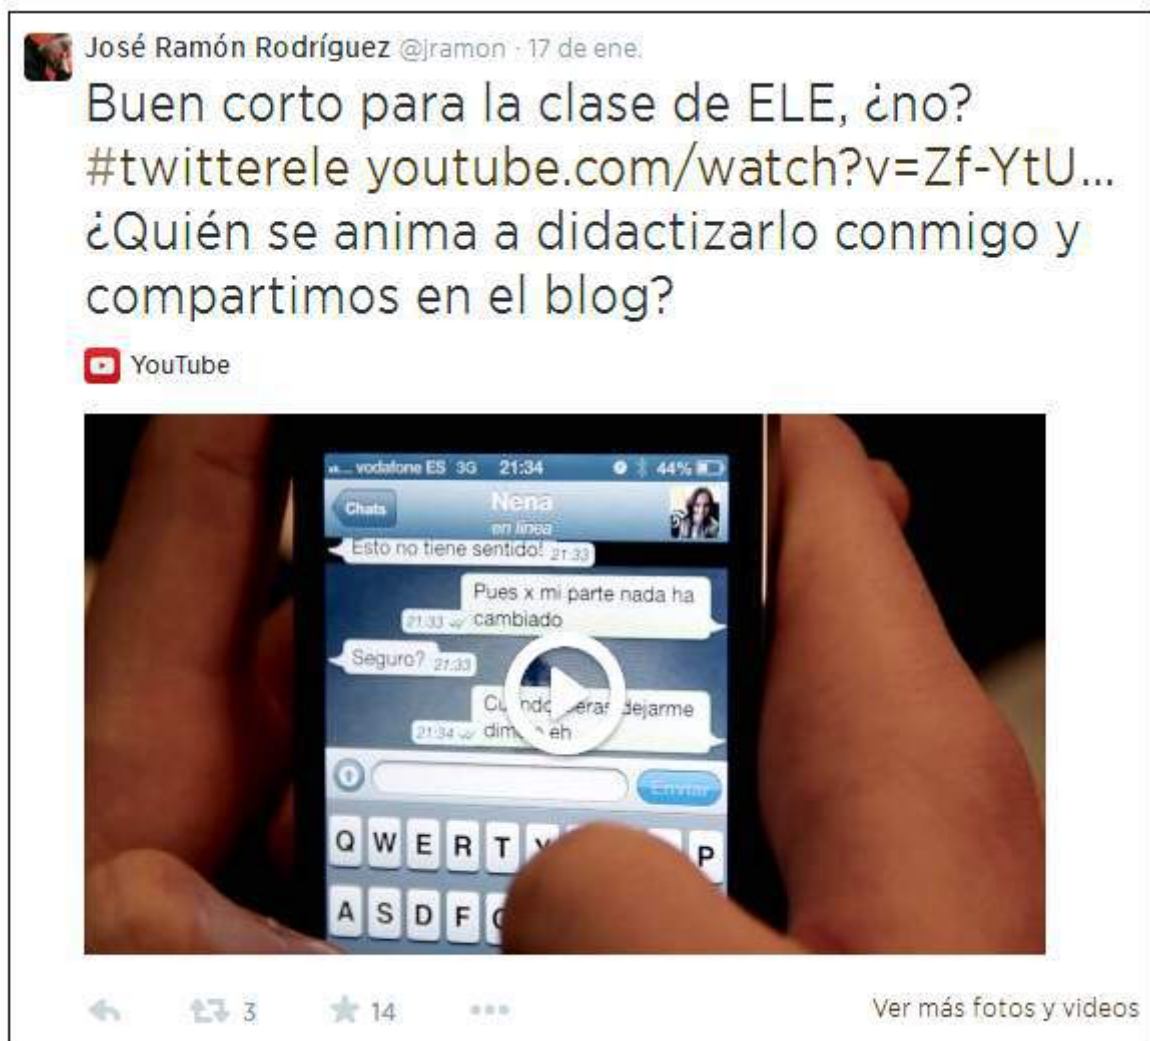 José Ramón Rodríguez @jramon · 17 de ene.
Buen corto para la clase de ELE, ¿no?
#twitterele youtube.com/watch?v=Zf-YtU...
¿Quién se anima a didactizarlo conmigo y
compartimos en el blog?
YouTube
vodafone ES 3G 21:34 44%
Chats
Nena
en línea
Esto no tiene sentido! 21:33
Pues x mi parte nada ha
21:33 cambiado
Seguro? 21:33
dejarme
21:34 eh
Enviar
Q W E R T P
A S D F
3 14 Ver más fotos y videos